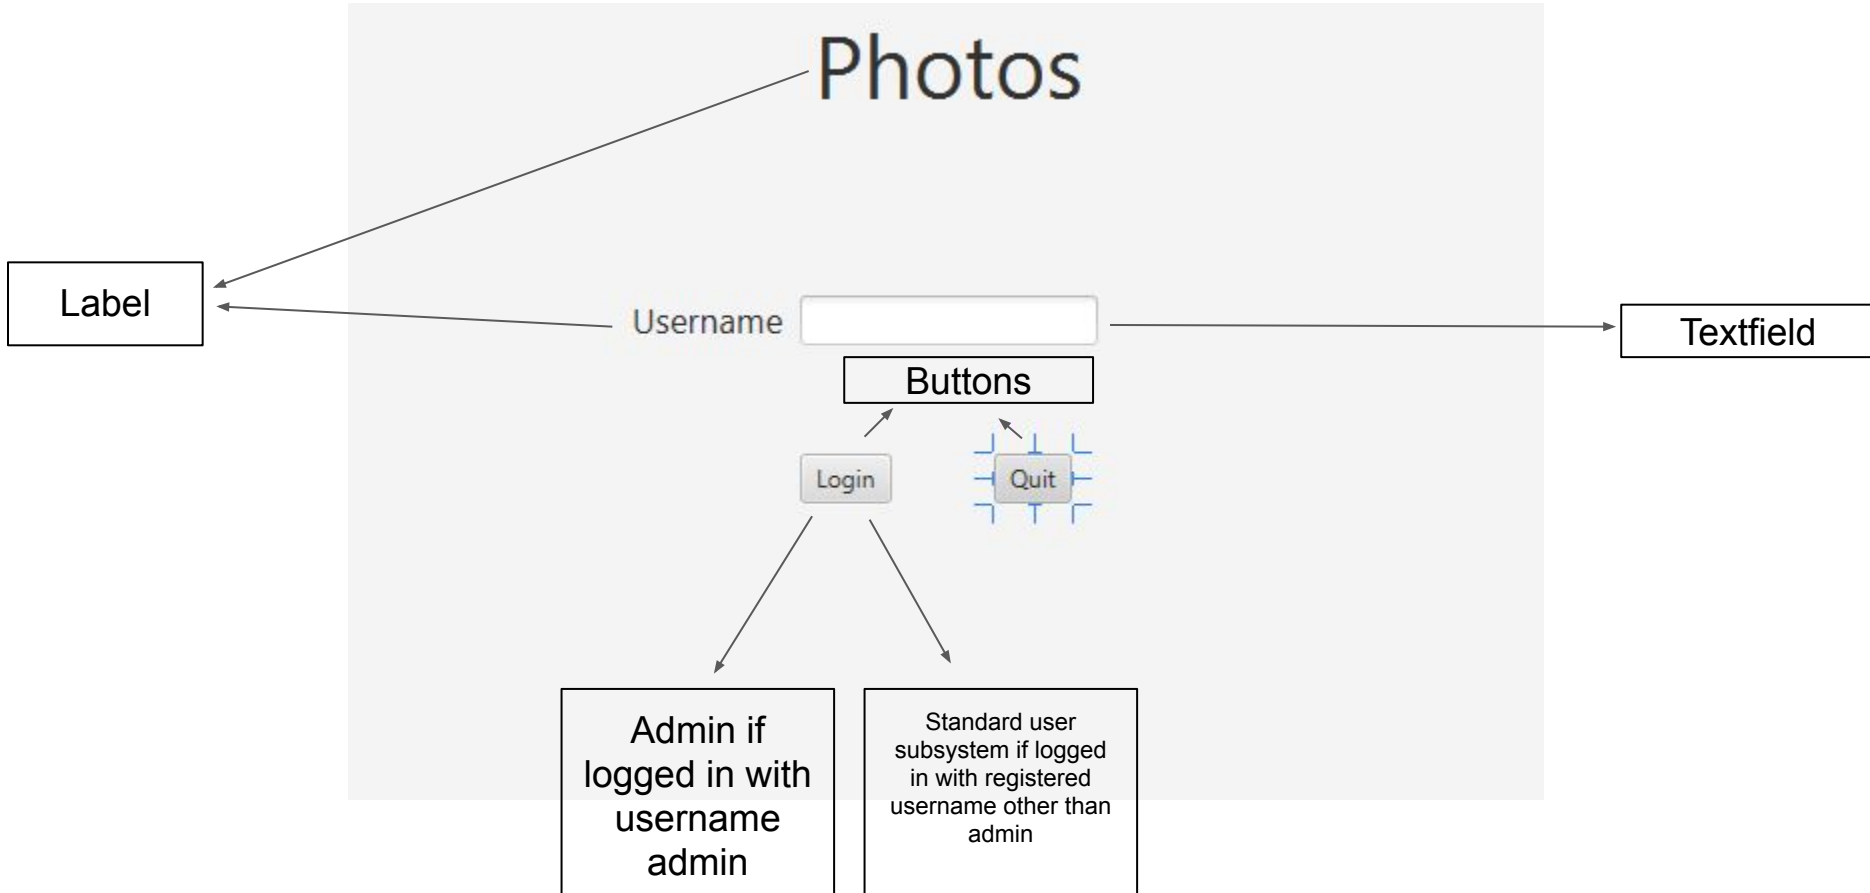 Photos
Label
Username
Textfield
Buttons
Login
Quit
Admin if
logged in with
username
admin
Standard user
subsystem if logged
in with registered
username other than
admin